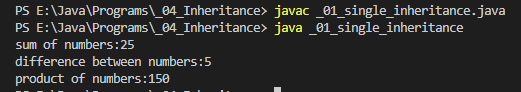 PS E:\Java\Programs\_04_Inheritance> javac _01_single_inheritance.java
PS E:\Java\Programs\_04_Inheritance> java _01_single_inheritance
sum of numbers:25
difference between numbers:5
product of numbers:150